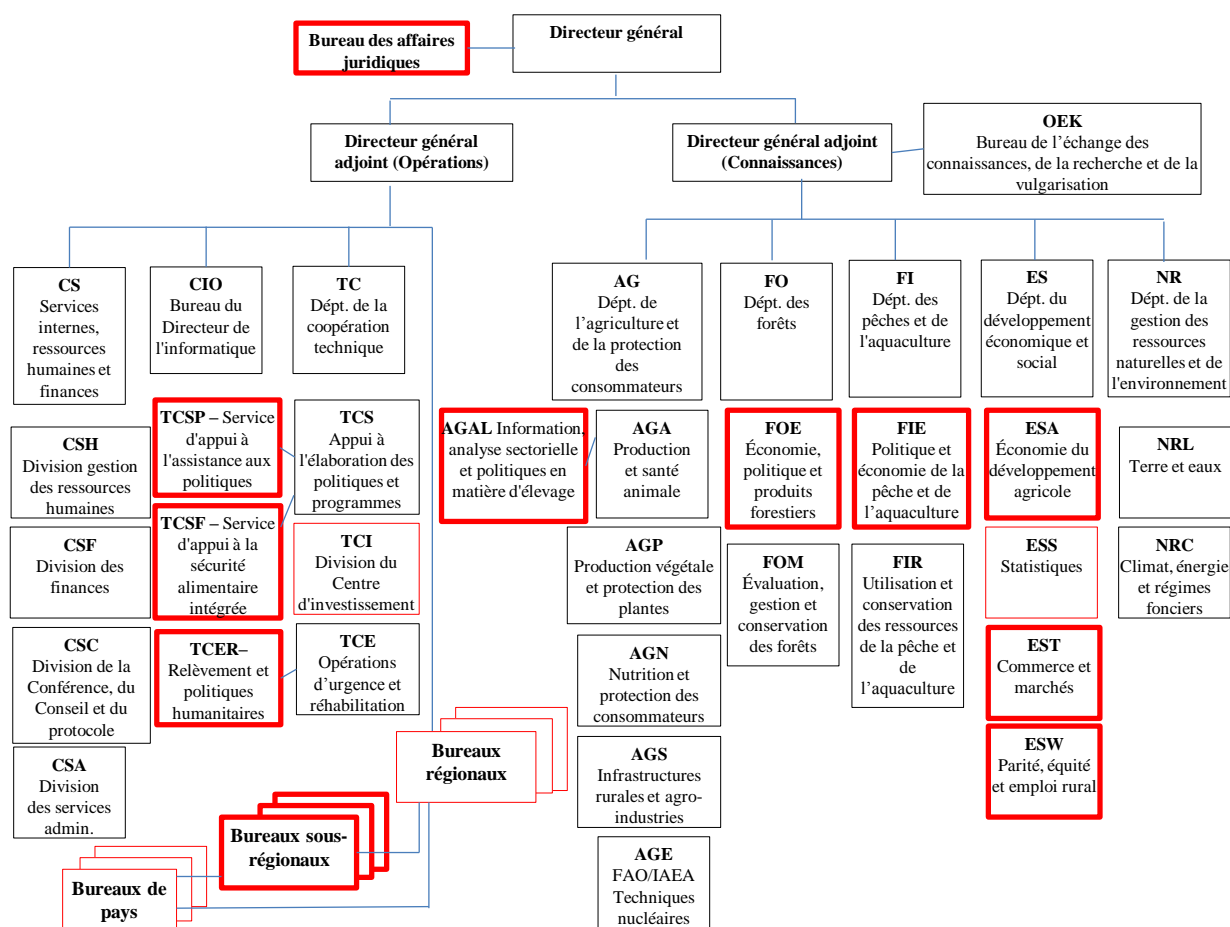 Bureau des affaires
juridiques
Directeur général
Directeur général
adjoint (Opérations)
Directeur général adjoint
(Connaissances)
OEK
Bureau de l’échange des
connaissances, de la recherche et de la
vulgarisation
CS
Services
internes,
ressources
humaines et
finances
CIO
Bureau du
Directeur de
l'informatique
TC
Dépt. de la
coopération
technique
AG
Dépt. de
l’agriculture et
de la protection
des
consommateurs
FO
Dépt. des
forêts
FI
Dépt. des
pêches et de
l'aquaculture
ES
Dépt. du
développement
économique et
social
NR
Dépt. de la
gestion des
ressources
naturelles et de
l'environnement
CSH
Division gestion
des ressources
humaines
TCSP – Service
d'appui à
l'assistance aux
politiques
TCS
Appui à
l'élaboration des
politiques et
programmes
AGAL Information,
analyse sectorielle
et politiques en
matière d'élevage
AGA
Production
et santé
animale
FOE
Économie,
politique et
produits
forestiers
FIE
Politique et
économie de la
pêche et de
l’aquaculture
ESA
Économie du
développement
agricole
NRL
Terre et eaux
CSF
Division des
finances
TCSF – Service
d'appui à la
sécurité
alimentaire
intégrée
TCI
Division du
Centre
d'investissement
AGP
Production végétale
et protection des
plantes
FOM
Évaluation,
gestion et
conservation
des forêts
FIR
Utilisation et
conservation
des ressources
de la pêche et
de
l’aquaculture
ESS
Statistiques
NRC
Climat, énergie
et régimes
fonciers
CSC
Division de la
Conférence, du
Conseil et du
protocole
TCER–
Relèvement et
politiques
humanitaires
TCE
Opérations
d’urgence et
réhabilitation
AGN
Nutrition et
protection des
consommateurs
EST
Commerce et
marchés
CSA
Division
des services
admin.
Bureaux
régionaux
AGS
Infrastructures
rurales et agro-
industries
ESW
Parité, équité
et emploi rural
Bureaux sous-
régionaux
Bureaux de
pays
AGE
FAO/IAEA
Techniques
nucléaires